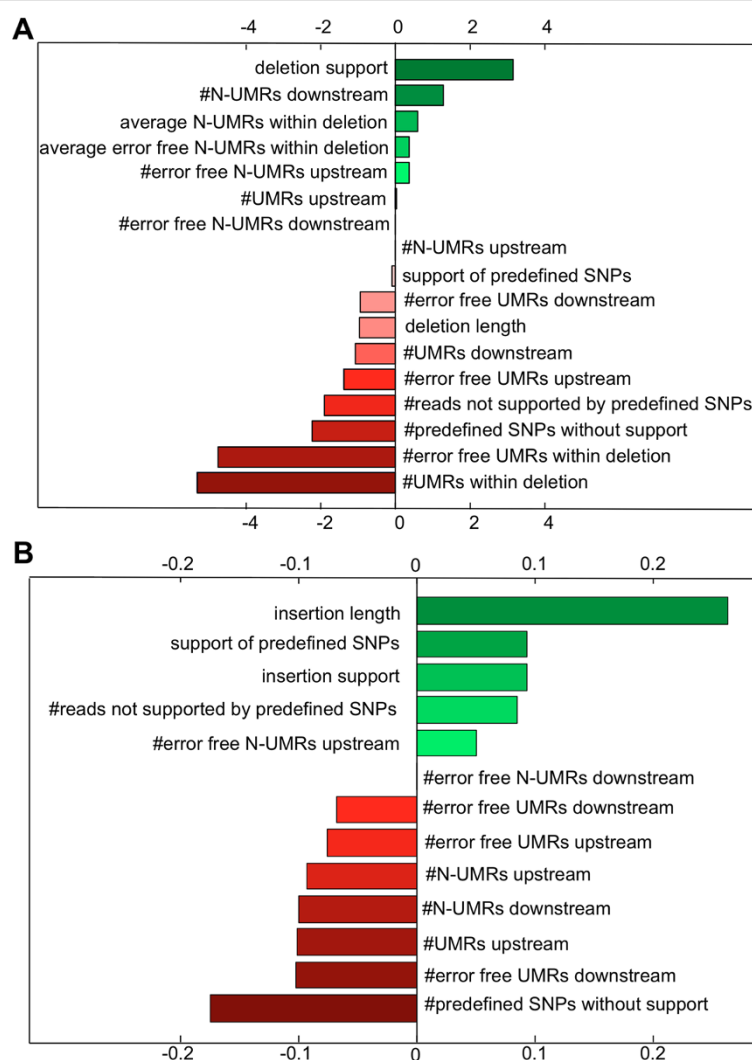 A
-4 -2 0 2 4
deletion support
#N-UMRs downstream
average N-UMRs within deletion
average error free N-UMRs within deletion
#error free N-UMRs upstream
#UMRs upstream
#error free N-UMRs downstream
#N-UMRs upstream
support of predefined SNPs
#error free UMRs downstream
deletion length
#UMRs downstream
#error free UMRs upstream
#reads not supported by predefined SNPs
#predefined SNPs without support
#error free UMRs within deletion
#UMRs within deletion
-4 -2 0 2 4
B
-0.2 -0.1 0 0.1 0.2
insertion length
support of predefined SNPs
insertion support
#reads not supported by predefined SNPs
#error free N-UMRs upstream
#error free N-UMRs downstream
#error free UMRs downstream
#error free UMRs upstream
#N-UMRs upstream
#N-UMRs downstream
#UMRs upstream
#error free UMRs downstream
#predefined SNPs without support
-0.2 -0.1 0 0.1 0.2